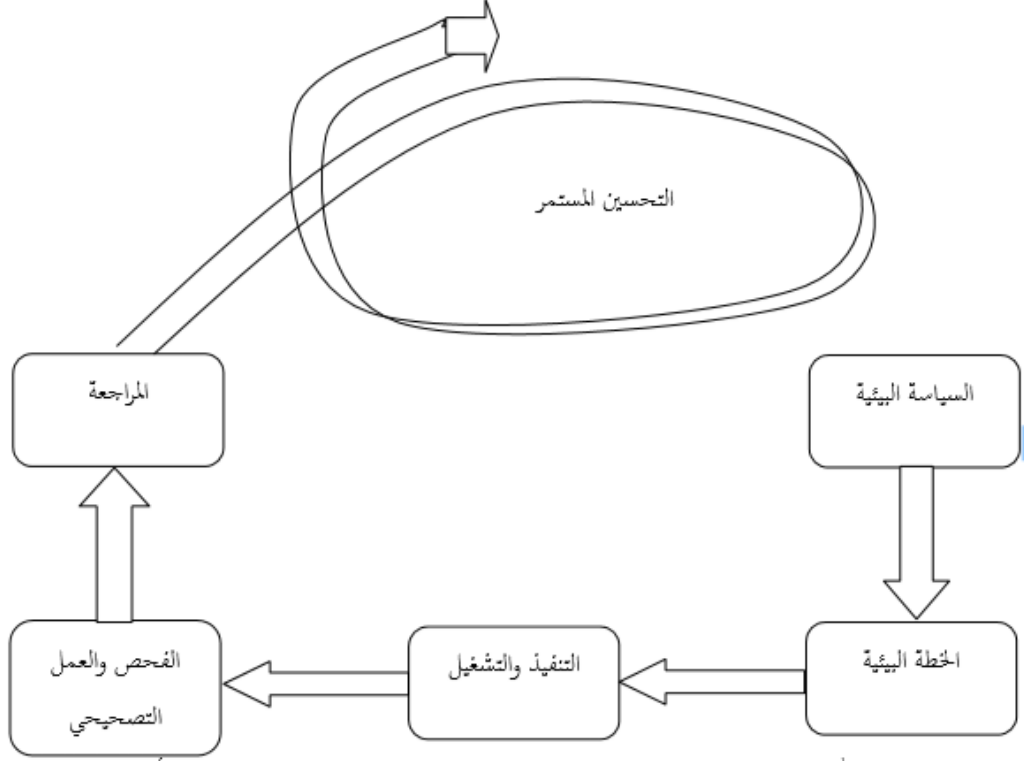 التحسين المستمر
السياسة البيئية
المراجعة
الخطة البيئية
التنفيذ والتشغيل
الفحص والعمل
التصحيحي